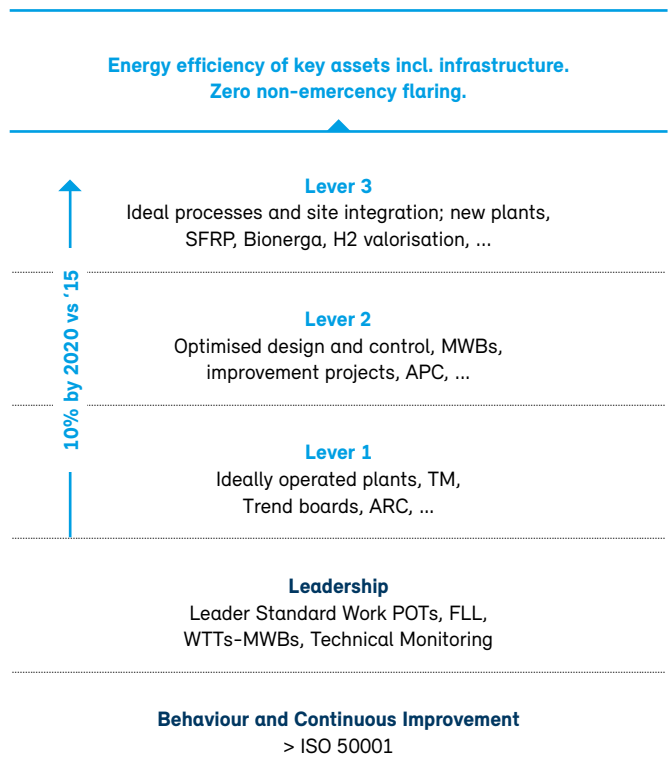 Energy efficiency of key assets incl. infrastructure.
Zero non-emercency flaring.
Lever 3
Ideal processes and site integration; new plants,
SFRP, Bionerga, H2 valorisation, ...
10% by 2020 vs ‘15
Lever 2
Optimised design and control, MWBs,
improvement projects, APC, ...
Lever 1
Ideally operated plants, TM,
Trend boards, ARC, ...
Leadership
Leader Standard Work POTs, FLL,
WTTs-MWBs, Technical Monitoring
Behaviour and Continuous Improvement
> ISO 50001